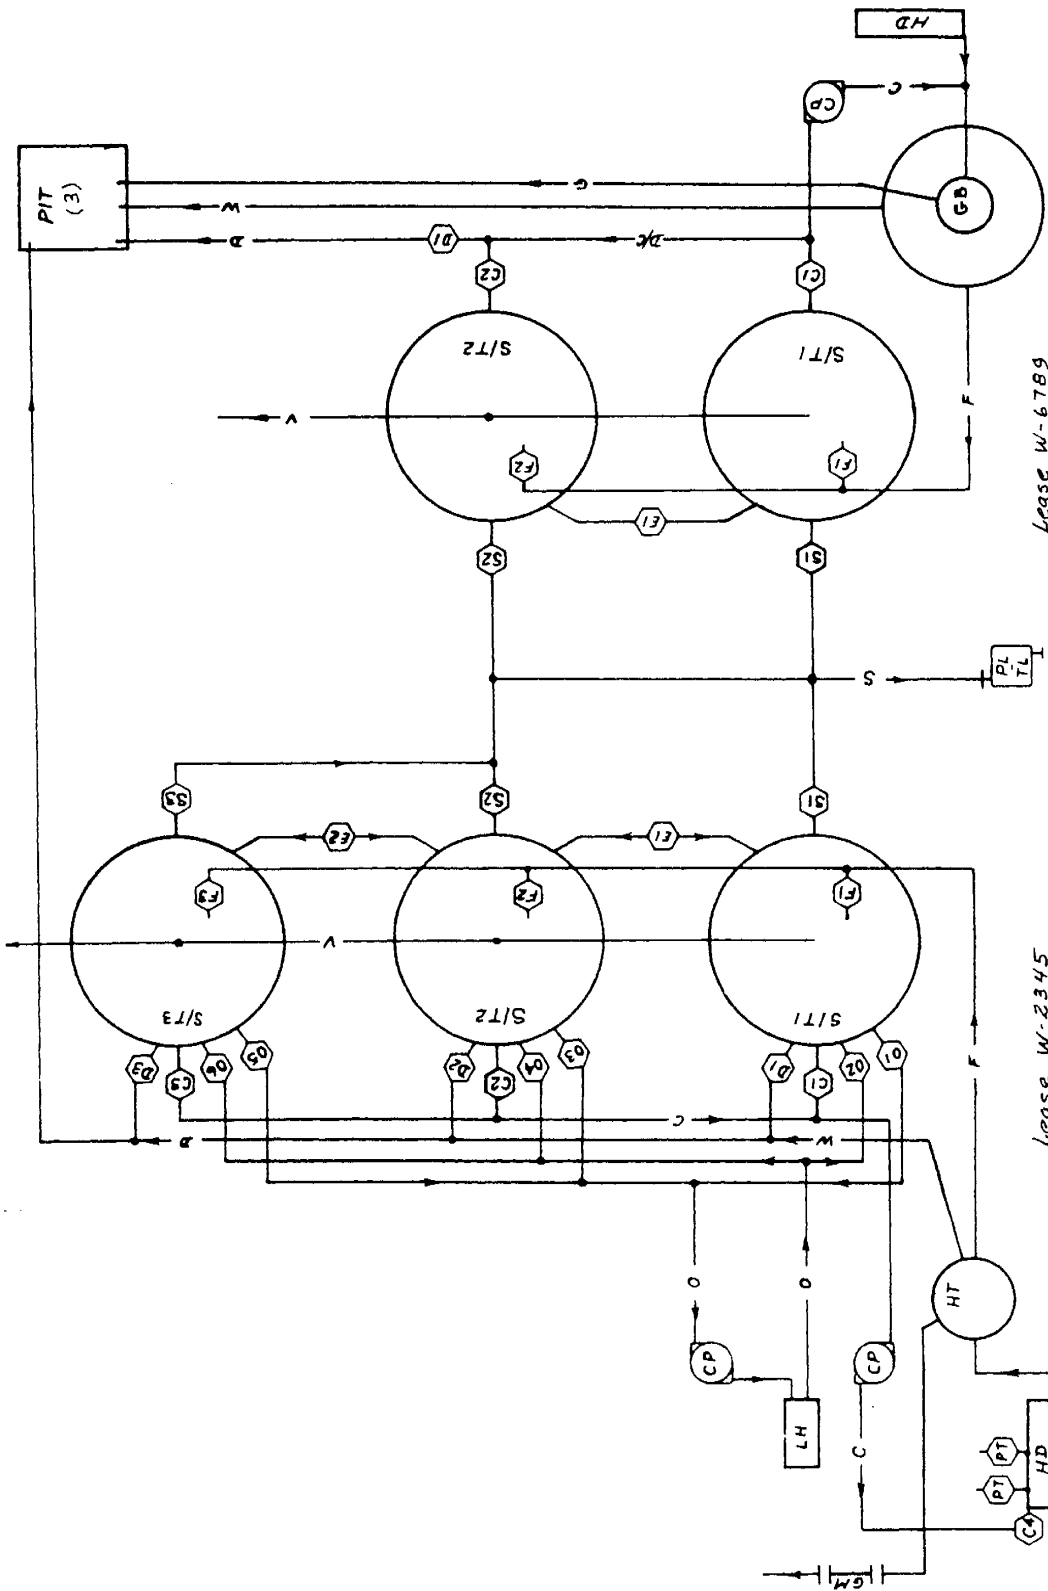 HD
CP
C
PIT
(3)
G
W
D
D1
D/C
GB
C2
C1
S/T2
S/T1
V
F2
F1
F
E1
S2
S1
Lease W-6789
S
PL
TL
S3
S2
S1
E2
E1
F3
F2
F1
V
S/T3
S/T2
S/T1
D3
C3
O6
O5
D2
C2
O4
O3
D1
C1
O2
O1
D
C
W
F
Lease W-2345
O
O
HT
CP
CP
LH
C
PT
PT
HD
C4
GM